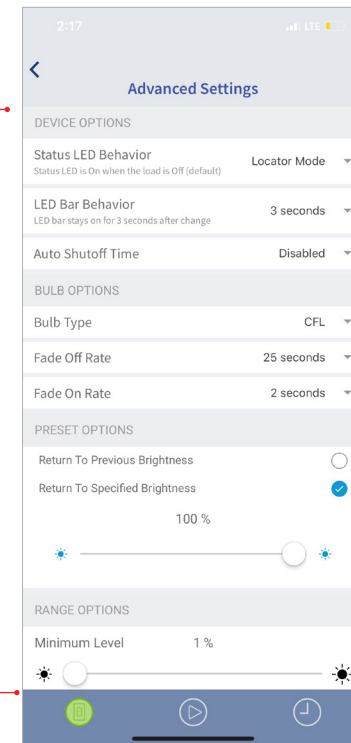 2:17 LTE
Advanced Settings
DEVICE OPTIONS
Status LED Behavior Locator Mode
Status LED is On when the load is Off (default)
LED Bar Behavior 3 seconds
LED bar stays on for 3 seconds after change
Auto Shutoff Time Disabled
BULB OPTIONS
Bulb Type CFL
Fade Off Rate 25 seconds
Fade On Rate 2 seconds
PRESET OPTIONS
Return To Previous Brightness
Return To Specified Brightness
100 %
RANGE OPTIONS
Minimum Level 1 %